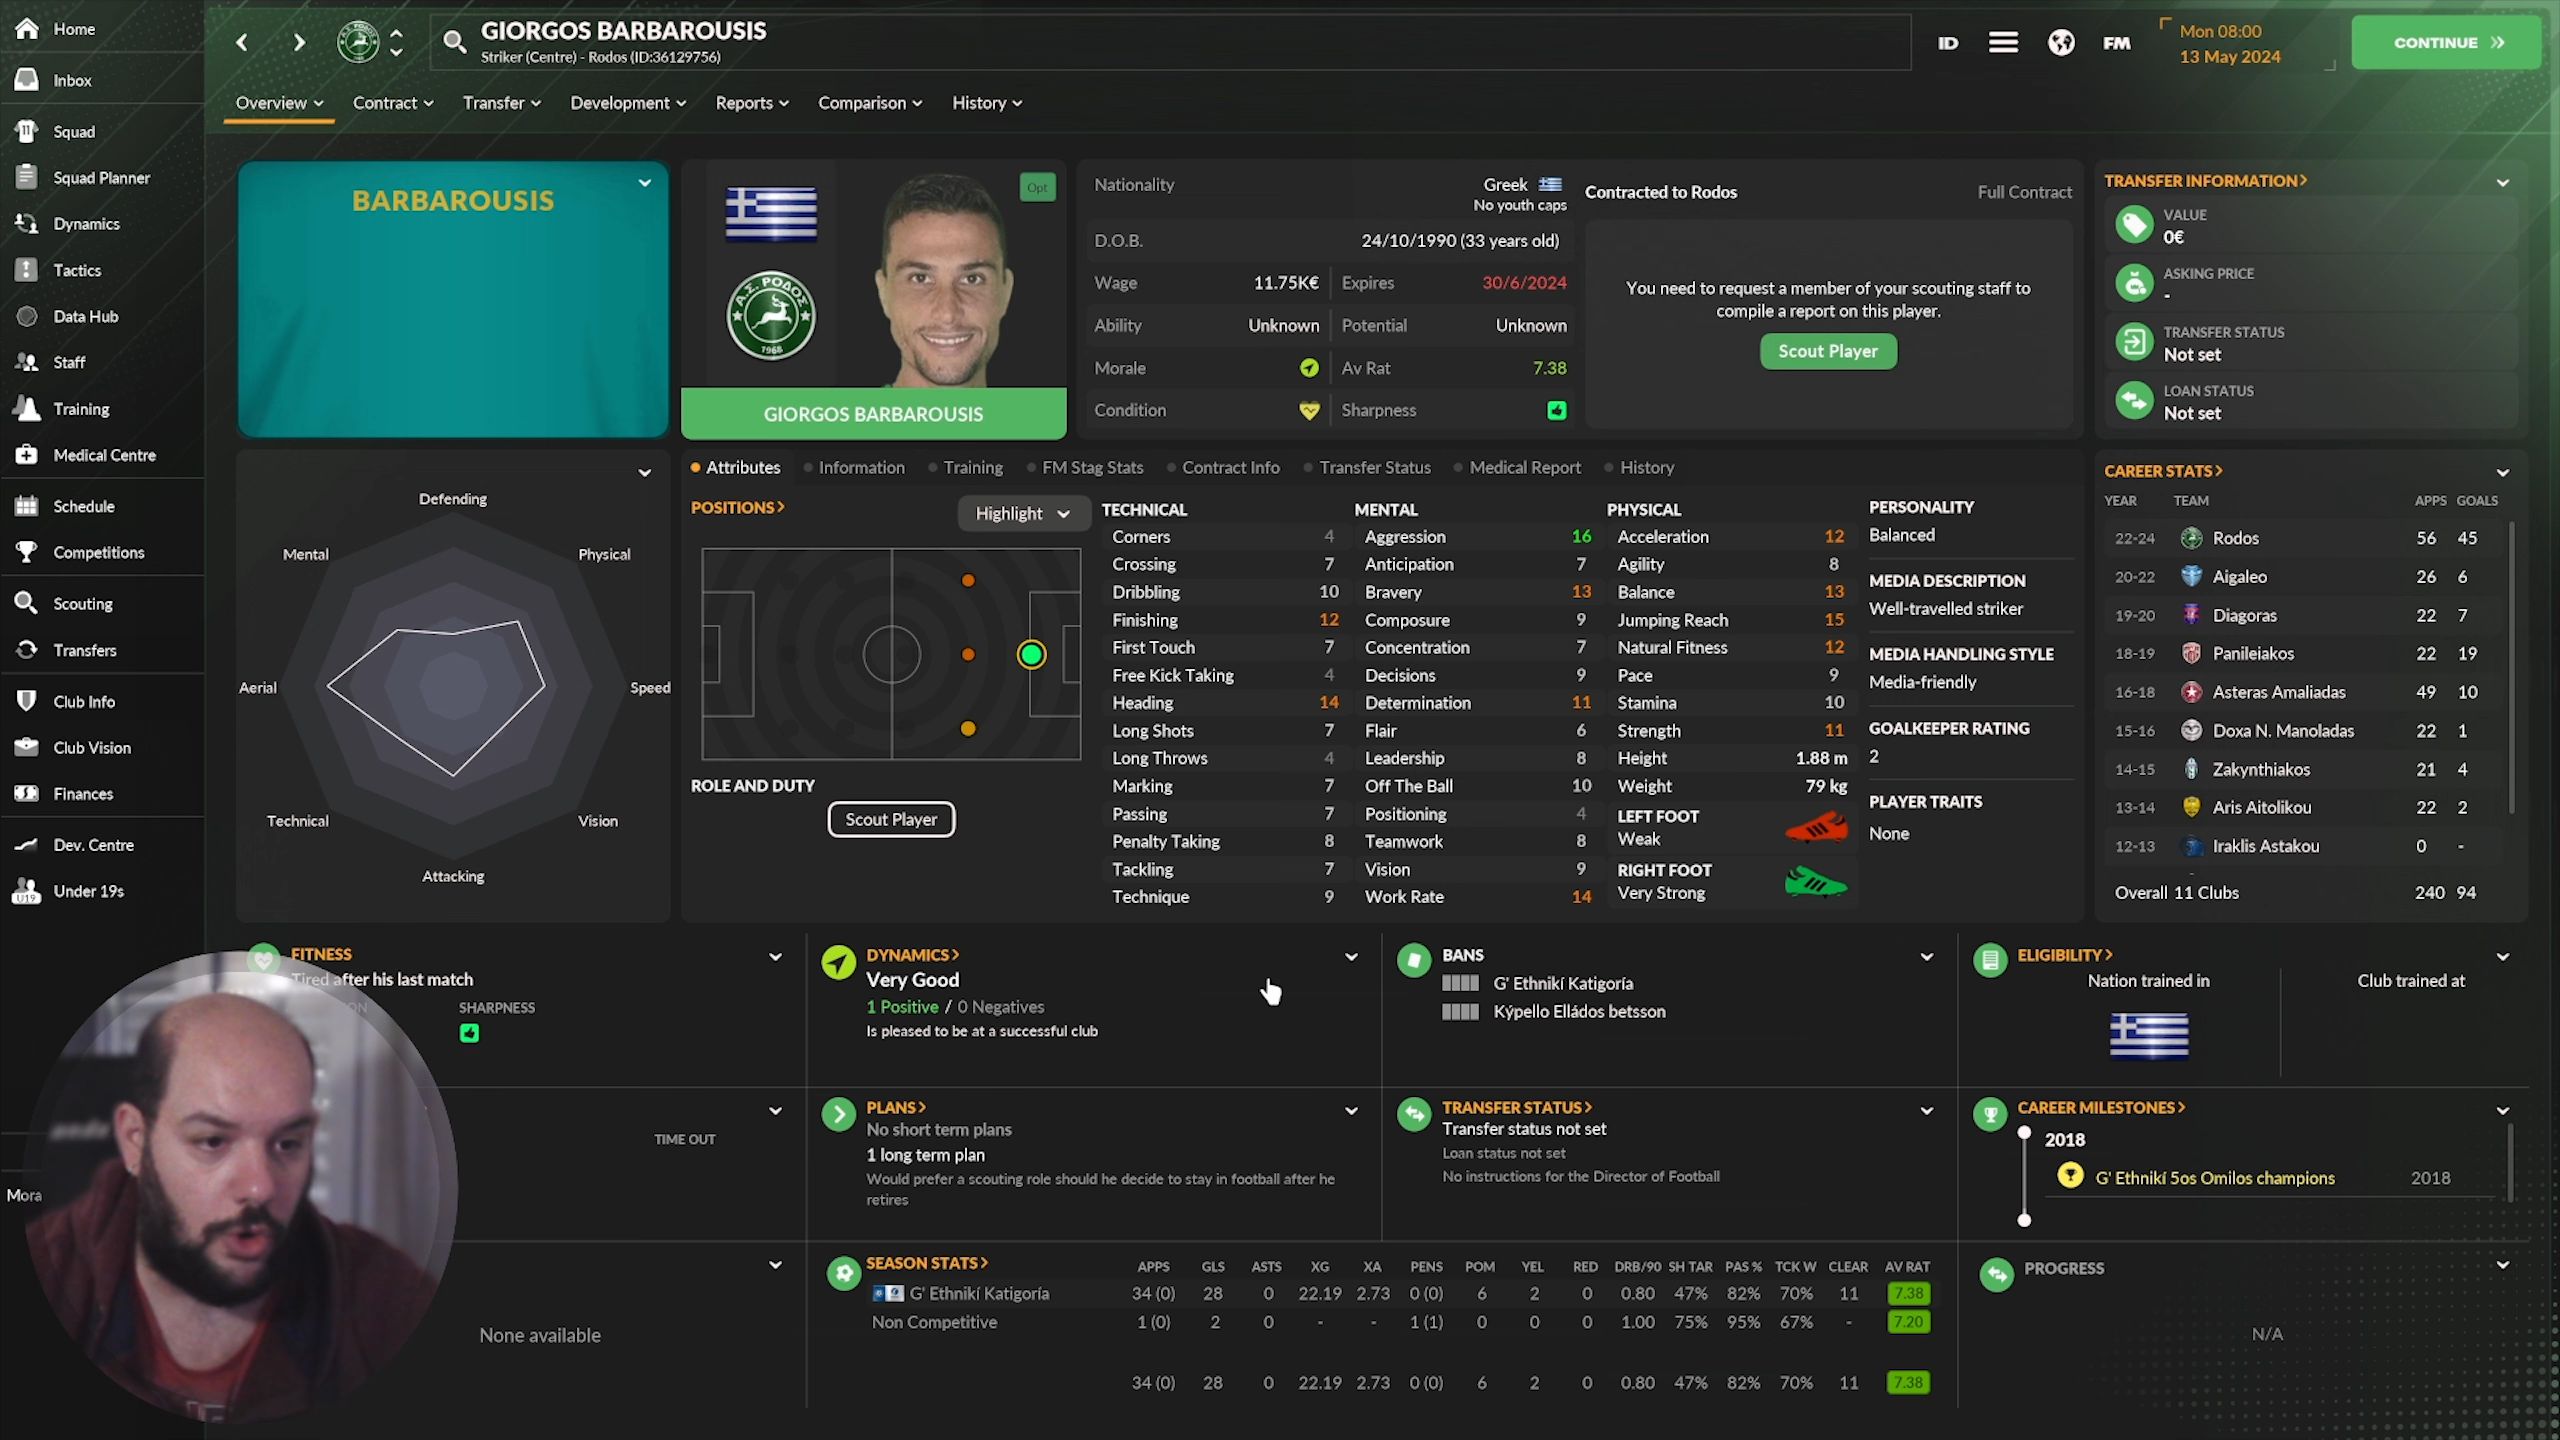 Home
Inbox
Squad
Squad Planner
Dynamics
Tactics
Data Hub
Staff
Training
Medical Centre
Schedule
Competitions
Scouting
Transfers
Club Info
Club Vision
Finances
Dev. Centre
U19
Under 19s
Mora
GIORGOS BARBAROUSIS
Striker (Centre) - Rodos (ID:36129756)
ID
FM
Mon 08:00
13 May 2024
CONTINUE
Overview
Contract
Transfer
Development
Reports
Comparison
History
BARBAROUSIS
Opt
Α.Σ. ΡΟΔΟΣ
1968
GIORGOS BARBAROUSIS
Nationality Greek
No youth caps
D.O.B. 24/10/1990 (33 years old)
Wage 11.75K€ Expires 30/6/2024
Ability Unknown Potential Unknown
Morale Av Rat 7.38
Condition Sharpness
Contracted to Rodos Full Contract
You need to request a member of your scouting staff to
compile a report on this player.
Scout Player
TRANSFER INFORMATION>
VALUE
0€
ASKING PRICE
-
TRANSFER STATUS
Not set
LOAN STATUS
Not set
Defending
Physical
Speed
Vision
Attacking
Technical
Aerial
Mental
Attributes Information Training FM Stag Stats Contract Info Transfer Status Medical Report History
POSITIONS>
Highlight
ROLE AND DUTY
Scout Player
TECHNICAL
Corners 4
Crossing 7
Dribbling 10
Finishing 12
First Touch 7
Free Kick Taking 4
Heading 14
Long Shots 7
Long Throws 4
Marking 7
Passing 7
Penalty Taking 8
Tackling 7
Technique 9
MENTAL
Aggression 16
Anticipation 7
Bravery 13
Composure 9
Concentration 7
Decisions 9
Determination 11
Flair 6
Leadership 8
Off The Ball 10
Positioning 4
Teamwork 8
Vision 9
Work Rate 14
PHYSICAL
Acceleration 12
Agility 8
Balance 13
Jumping Reach 15
Natural Fitness 12
Pace 9
Stamina 10
Strength 11
Height 1.88 m
Weight 79 kg
LEFT FOOT
Weak
RIGHT FOOT
Very Strong
PERSONALITY
Balanced
MEDIA DESCRIPTION
Well-travelled striker
MEDIA HANDLING STYLE
Media-friendly
GOALKEEPER RATING
2
PLAYER TRAITS
None
CAREER STATS>
YEAR TEAM APPS GOALS
22-24 Rodos 56 45
20-22 Aigaleo 26 6
19-20 Diagoras 22 7
18-19 Panileiakos 22 19
16-18 Asteras Amaliadas 49 10
15-16 Doxa N. Manoladas 22 1
14-15 Zakynthiakos 21 4
13-14 Aris Aitolikou 22 2
12-13 Iraklis Astakou 0 -
Overall 11 Clubs 240 94
FITNESS
Tired after his last match
SHARPNESS
DYNAMICS>
Very Good
1 Positive / 0 Negatives
Is pleased to be at a successful club
BANS
G' Ethnikí Katigoría
Kýpello Elládos betsson
ELIGIBILITY>
Nation trained in Club trained at
TIME OUT
PLANS>
No short term plans
1 long term plan
Would prefer a scouting role should he decide to stay in football after he
retires
TRANSFER STATUS>
Transfer status not set
Loan status not set
No instructions for the Director of Football
CAREER MILESTONES>
2018
G' Ethnikí 5os Omilos champions 2018
None available
SEASON STATS> APPS GLS ASTS XG XA PENS POM YEL RED DRB/90 SH TAR PAS % TCK W CLEAR AV RAT
G' Ethnikí Katigoría 34 (0) 28 0 22.19 2.73 0 (0) 6 2 0 0.80 47% 82% 70% 11 7.38
Non Competitive 1 (0) 2 0 - - 1 (1) 0 0 0 1.00 75% 95% 67% - 7.20
34 (0) 28 0 22.19 2.73 0 (0) 6 2 0 0.80 47% 82% 70% 11 7.38
PROGRESS
N/A